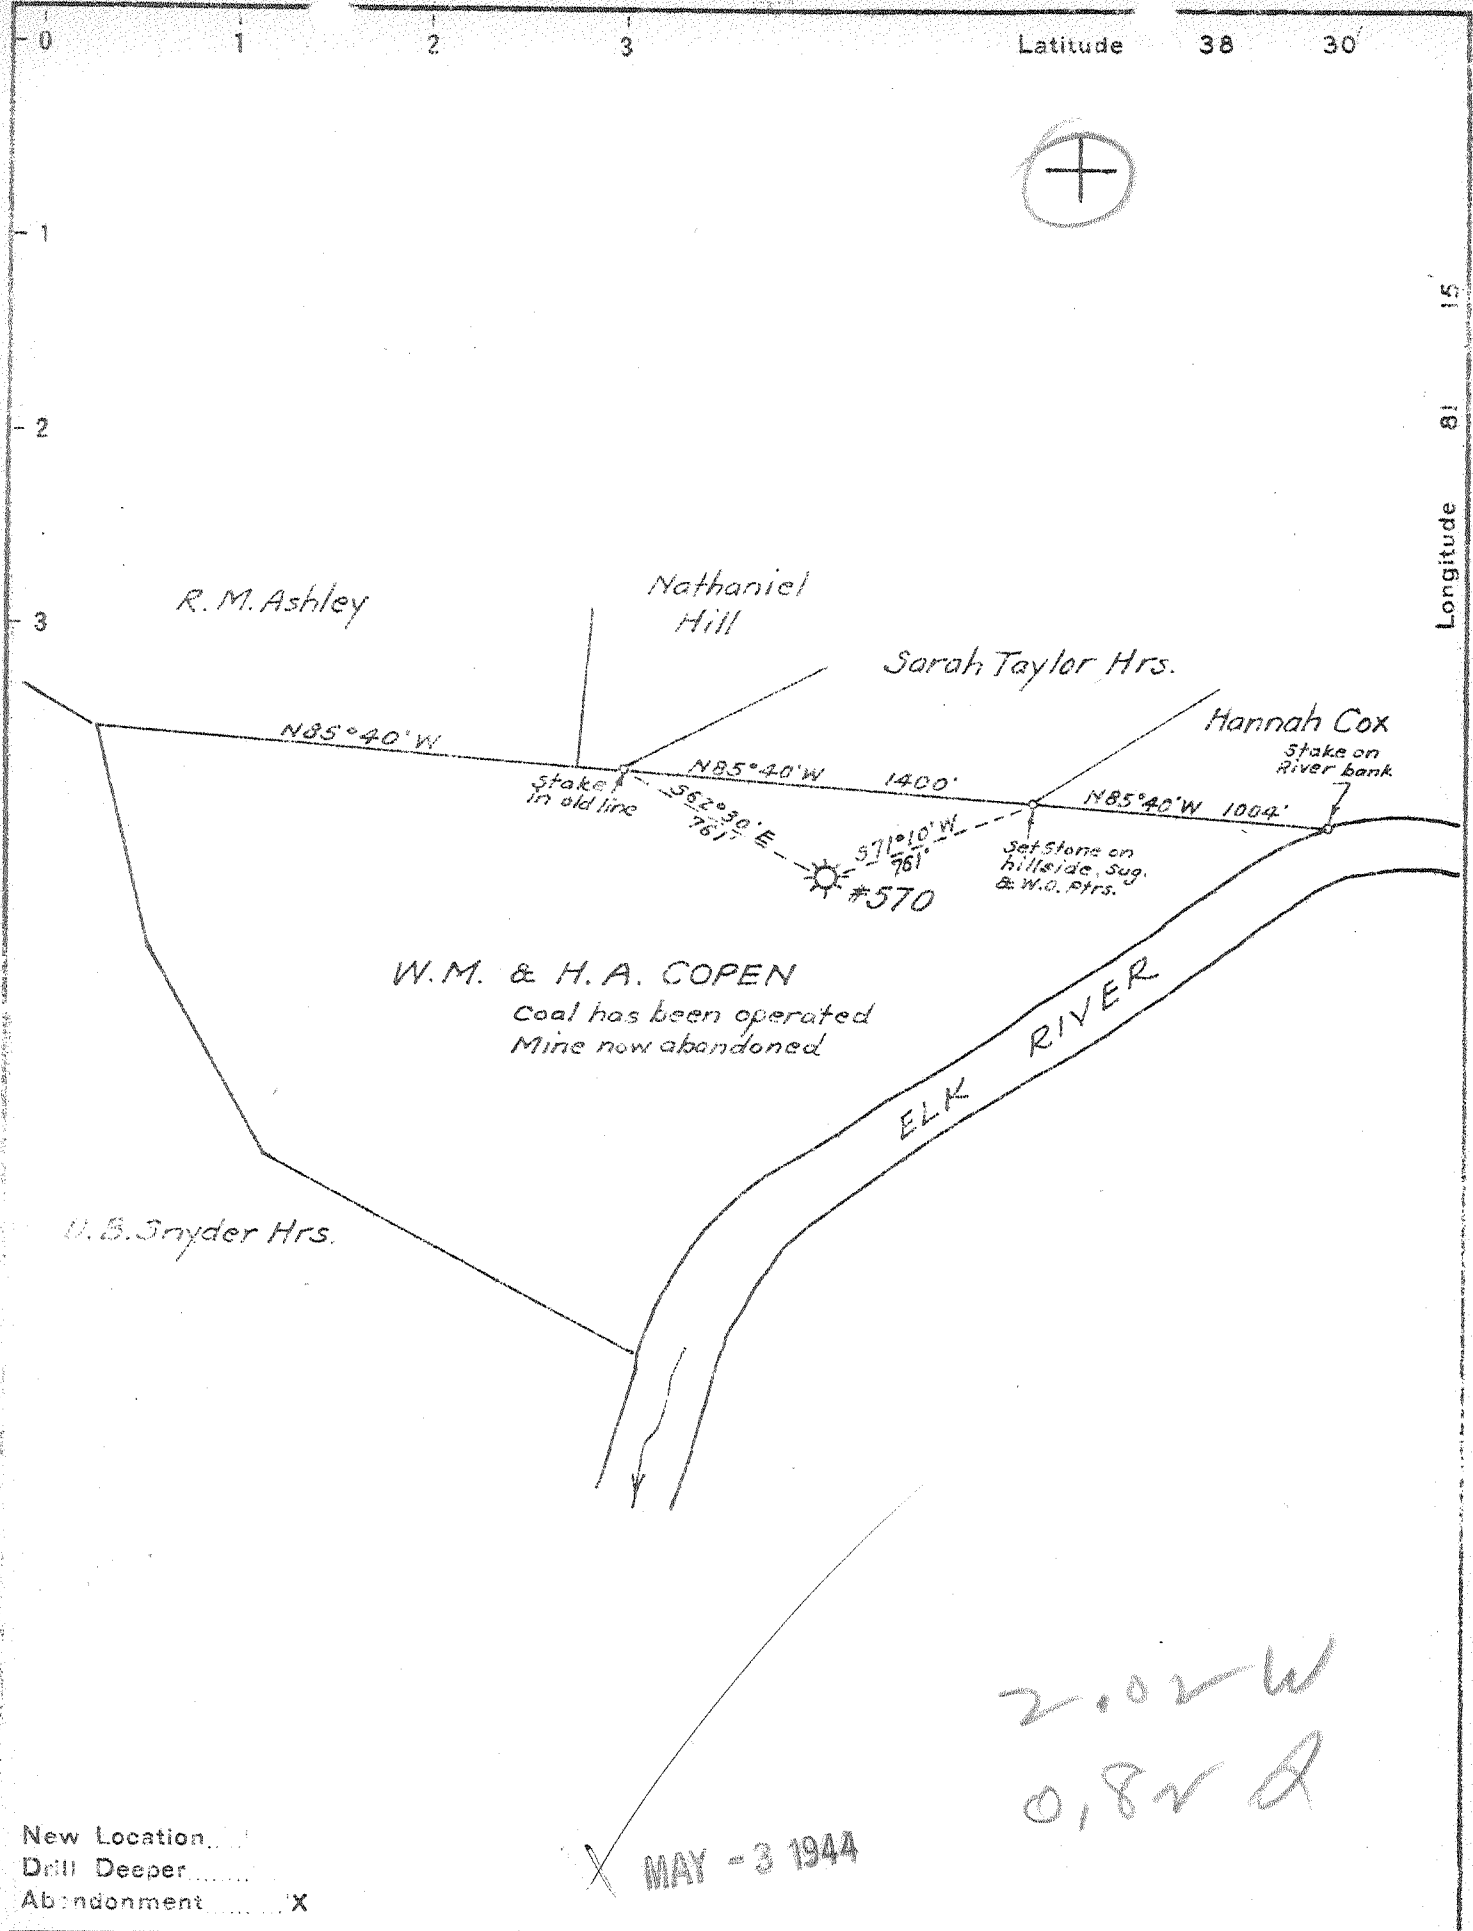 0 1 2 3 Latitude 38 30'
1
2
3
Longitude 81 15'
R. M. Ashley
Nathaniel
Hill
Sarah Taylor Hrs.
Hannah Cox
Stake on
River bank
N85°40'W
N85°40'W 1400'
N85°40'W 1004'
Stake
in old line
S62°30'E
761'
S71°10'W
761'
Set Stone on
hillside, Sug.
& W.O. Ptrs.
#570
W.M. & H.A. COPEN
Coal has been operated
Mine now abandoned
ELK RIVER
U.B. Snyder Hrs.
2.02 W
0,82
New Location
Drill Deeper
Abandonment X
X MAY - 3 1944